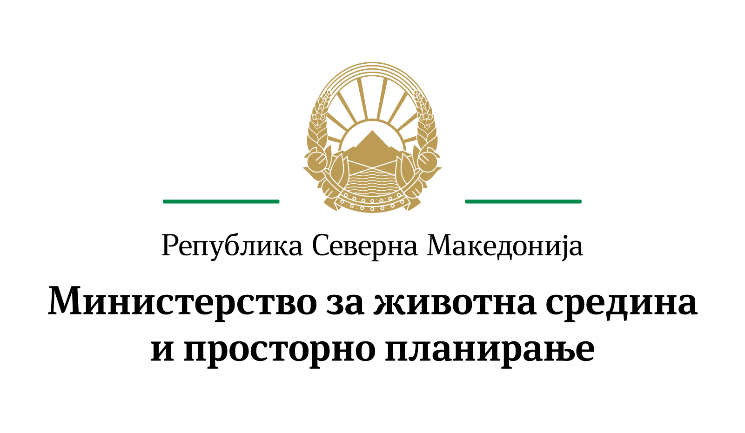 Република Северна Македонија
Министерство за животна средина
и просторно планирање